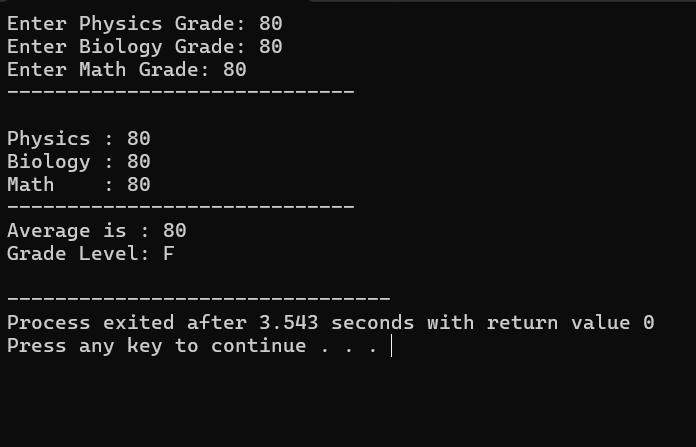 Enter Physics Grade: 80
Enter Biology Grade: 80
Enter Math Grade: 80
-----------------------------
Physics : 80
Biology : 80
Math    : 80
-----------------------------
Average is : 80
Grade Level: F
--------------------------------
Process exited after 3.543 seconds with return value 0
Press any key to continue . . .